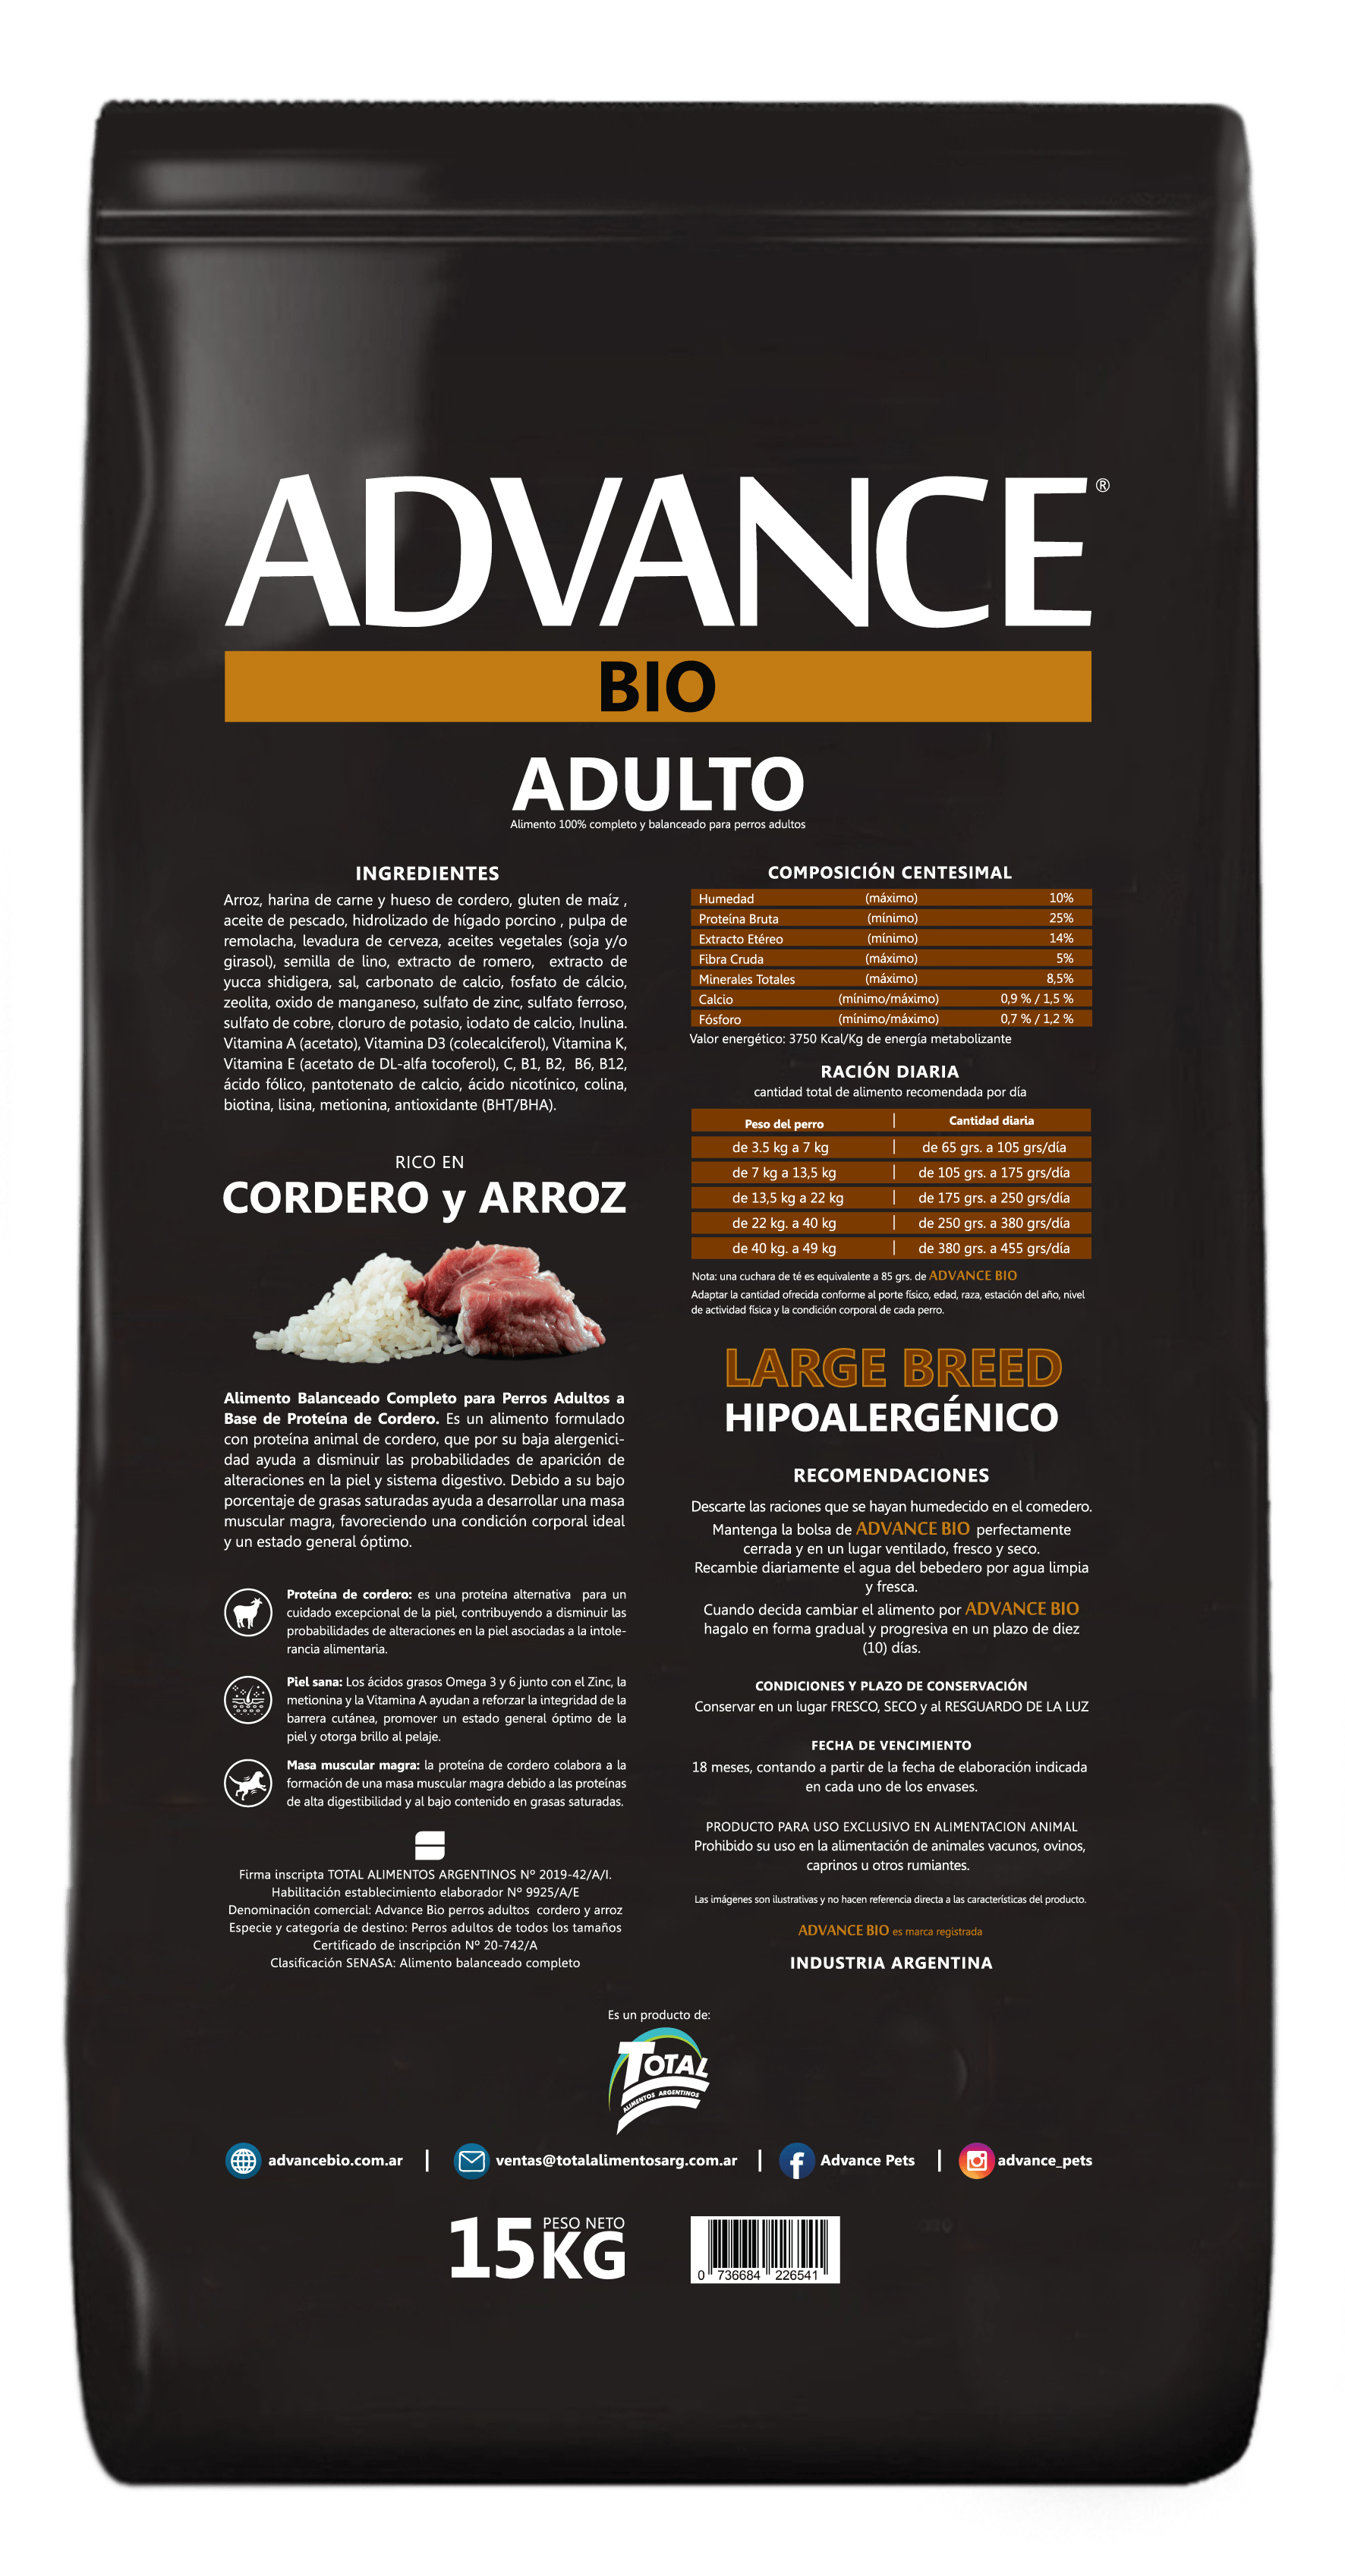 ADVANCE®
BIO
ADULTO
Alimento 100% completo y balanceado para perros adultos
INGREDIENTES
Arroz, harina de carne y hueso de cordero, gluten de maíz ,
aceite de pescado, hidrolizado de hígado porcino , pulpa de
remolacha, levadura de cerveza, aceites vegetales (soja y/o
girasol), semilla de lino, extracto de romero, extracto de
yucca shidigera, sal, carbonato de calcio, fosfato de cálcio,
zeolita, oxido de manganeso, sulfato de zinc, sulfato ferroso,
sulfato de cobre, cloruro de potasio, iodato de calcio, Inulina.
Vitamina A (acetato), Vitamina D3 (colecalciferol), Vitamina K,
Vitamina E (acetato de DL-alfa tocoferol), C, B1, B2, B6, B12,
ácido fólico, pantotenato de calcio, ácido nicotínico, colina,
biotina, lisina, metionina, antioxidante (BHT/BHA).
RICO EN
CORDERO y ARROZ
Alimento Balanceado Completo para Perros Adultos a
Base de Proteína de Cordero. Es un alimento formulado
con proteína animal de cordero, que por su baja alergenici-
dad ayuda a disminuir las probabilidades de aparición de
alteraciones en la piel y sistema digestivo. Debido a su bajo
porcentaje de grasas saturadas ayuda a desarrollar una masa
muscular magra, favoreciendo una condición corporal ideal
y un estado general óptimo.
Proteína de cordero: es una proteína alternativa para un
cuidado excepcional de la piel, contribuyendo a disminuir las
probabilidades de alteraciones en la piel asociadas a la intole-
rancia alimentaria.
Piel sana: Los ácidos grasos Omega 3 y 6 junto con el Zinc, la
metionina y la Vitamina A ayudan a reforzar la integridad de la
barrera cutánea, promover un estado general óptimo de la
piel y otorga brillo al pelaje.
Masa muscular magra: la proteína de cordero colabora a la
formación de una masa muscular magra debido a las proteínas
de alta digestibilidad y al bajo contenido en grasas saturadas.
Firma inscripta TOTAL ALIMENTOS ARGENTINOS Nº 2019-42/A/I.
Habilitación establecimiento elaborador Nº 9925/A/E
Denominación comercial: Advance Bio perros adultos cordero y arroz
Especie y categoría de destino: Perros adultos de todos los tamaños
Certificado de inscripción Nº 20-742/A
Clasificación SENASA: Alimento balanceado completo
COMPOSICIÓN CENTESIMAL
Humedad (máximo) 10%
Proteína Bruta (mínimo) 25%
Extracto Etéreo (mínimo) 14%
Fibra Cruda (máximo) 5%
Minerales Totales (máximo) 8,5%
Calcio (mínimo/máximo) 0,9 % / 1,5 %
Fósforo (mínimo/máximo) 0,7 % / 1,2 %
Valor energético: 3750 Kcal/Kg de energía metabolizante
RACIÓN DIARIA
cantidad total de alimento recomendada por día
Peso del perro | Cantidad diaria
de 3.5 kg a 7 kg | de 65 grs. a 105 grs/día
de 7 kg a 13,5 kg | de 105 grs. a 175 grs/día
de 13,5 kg a 22 kg | de 175 grs. a 250 grs/día
de 22 kg. a 40 kg | de 250 grs. a 380 grs/día
de 40 kg. a 49 kg | de 380 grs. a 455 grs/día
Nota: una cuchara de té es equivalente a 85 grs. de ADVANCE BIO
Adaptar la cantidad ofrecida conforme al porte físico, edad, raza, estación del año, nivel
de actividad física y la condición corporal de cada perro.
LARGE BREED
HIPOALERGÉNICO
RECOMENDACIONES
Descarte las raciones que se hayan humedecido en el comedero.
Mantenga la bolsa de ADVANCE BIO perfectamente
cerrada y en un lugar ventilado, fresco y seco.
Recambie diariamente el agua del bebedero por agua limpia
y fresca.
Cuando decida cambiar el alimento por ADVANCE BIO
hagalo en forma gradual y progresiva en un plazo de diez
(10) días.
CONDICIONES Y PLAZO DE CONSERVACIÓN
Conservar en un lugar FRESCO, SECO y al RESGUARDO DE LA LUZ
FECHA DE VENCIMIENTO
18 meses, contando a partir de la fecha de elaboración indicada
en cada uno de los envases.
PRODUCTO PARA USO EXCLUSIVO EN ALIMENTACION ANIMAL
Prohibido su uso en la alimentación de animales vacunos, ovinos,
caprinos u otros rumiantes.
Las imágenes son ilustrativas y no hacen referencia directa a las características del producto.
ADVANCE BIO es marca registrada
INDUSTRIA ARGENTINA
Es un producto de:
TOTAL
ALIMENTOS ARGENTINOS
advancebio.com.ar | ventas@totalalimentosarg.com.ar | Advance Pets | advance_pets
PESO NETO
15KG
0 736684 226541